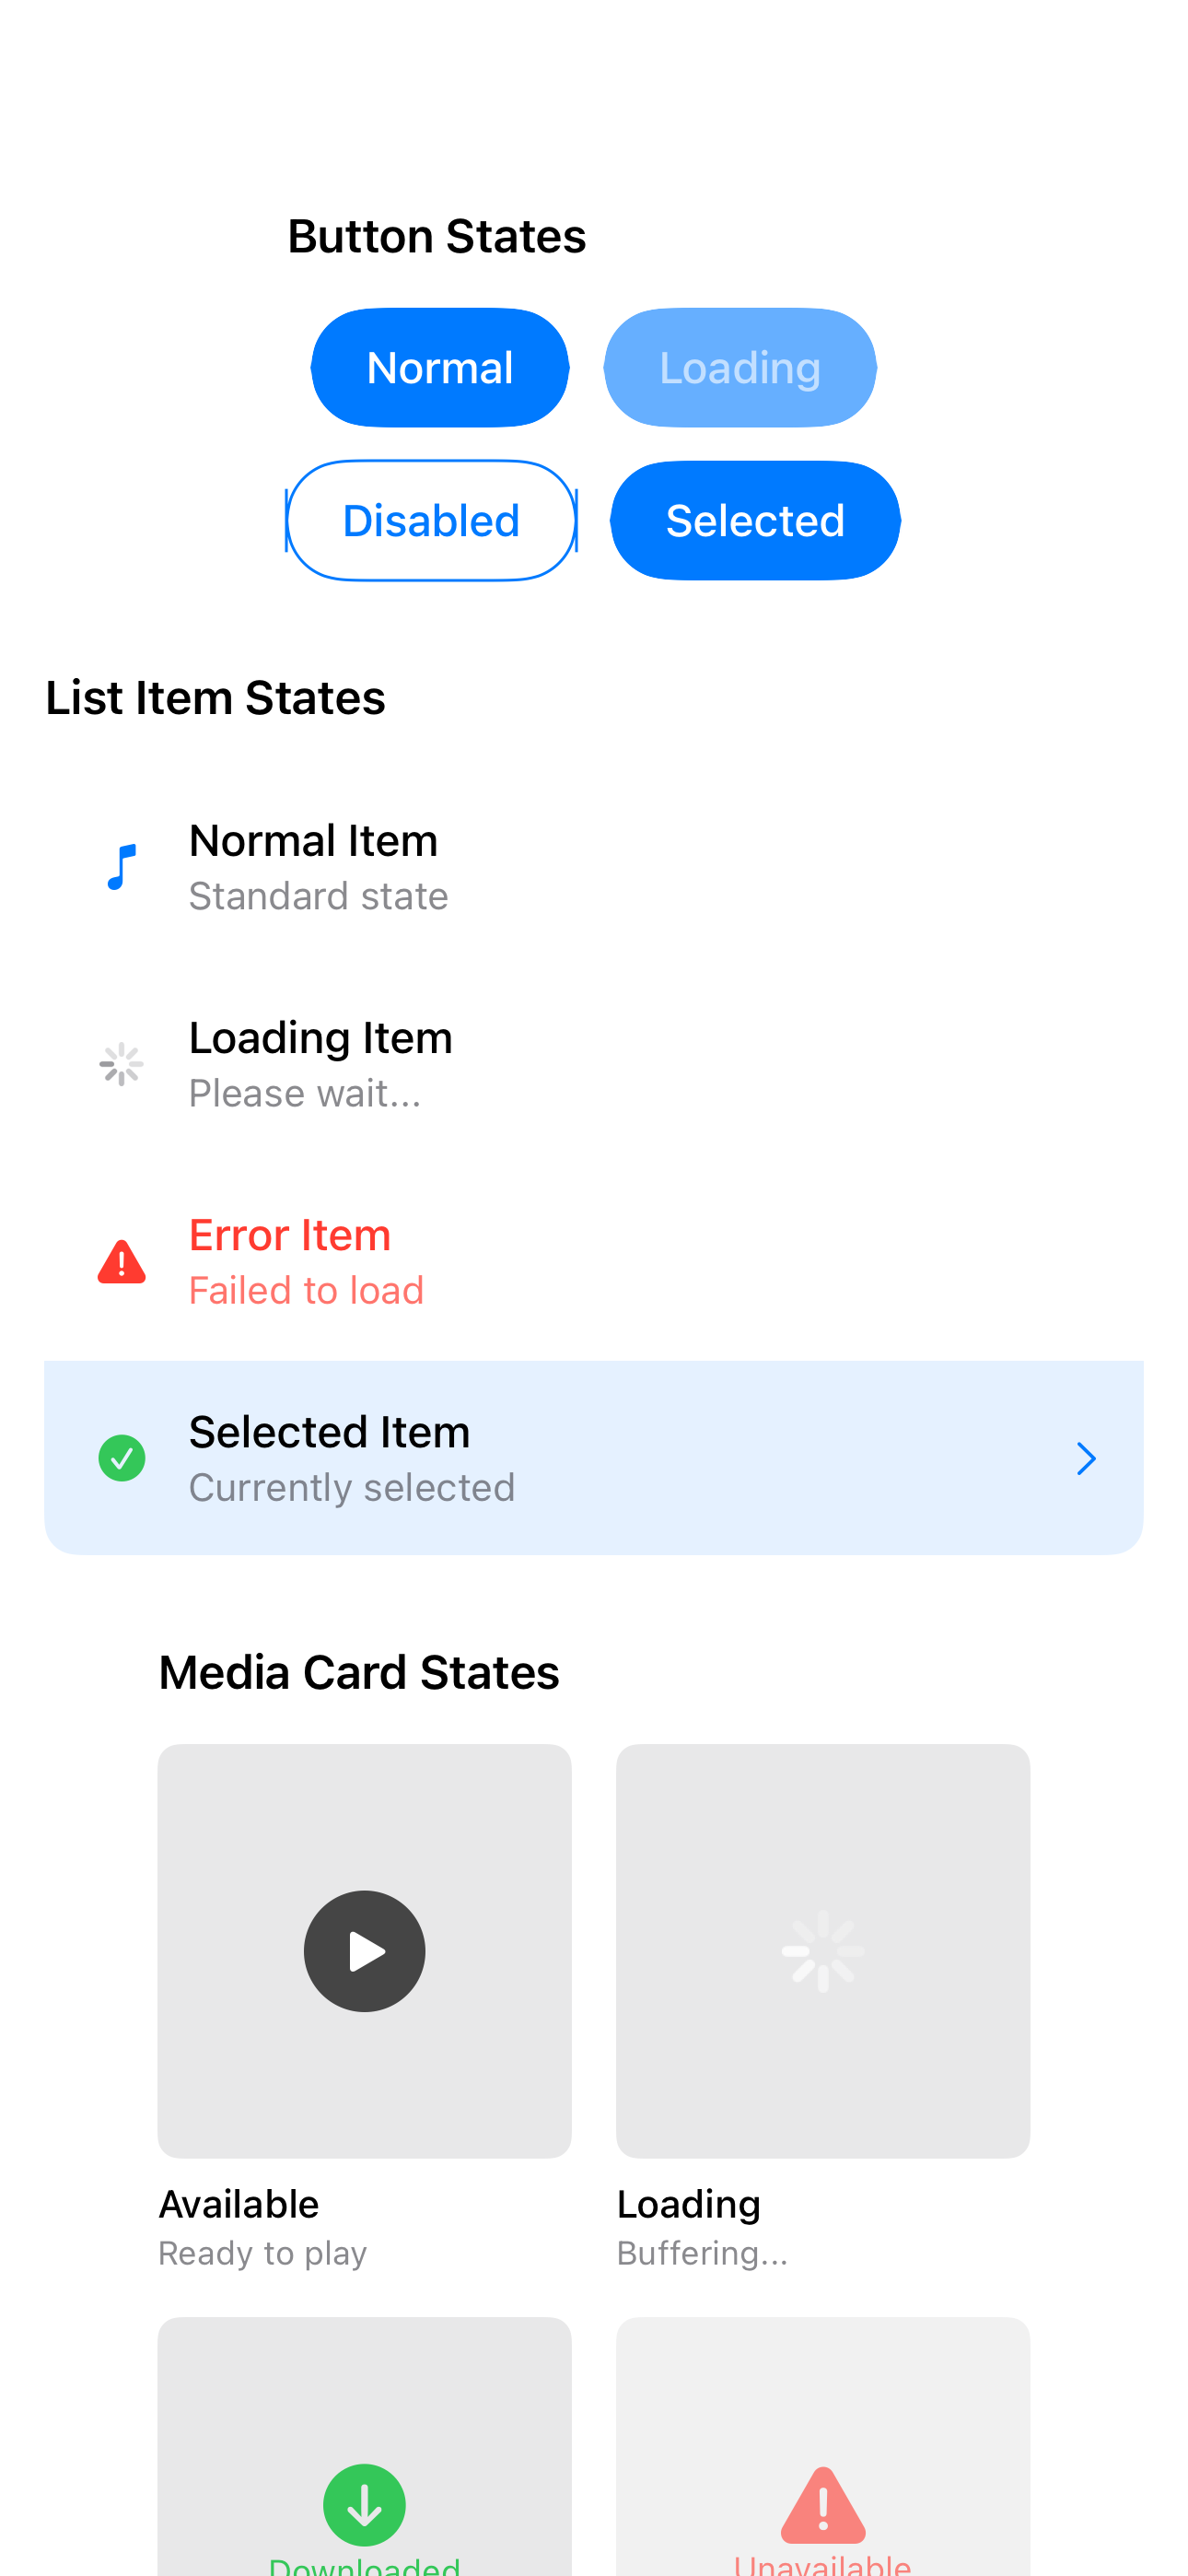 Button States
Normal
Loading
Disabled
Selected
List Item States
Normal Item
Standard state
Loading Item
Please wait...
Error Item
Failed to load
Selected Item
Currently selected
Media Card States
Available
Ready to play
Loading
Buffering...
Downloaded
Unavailable